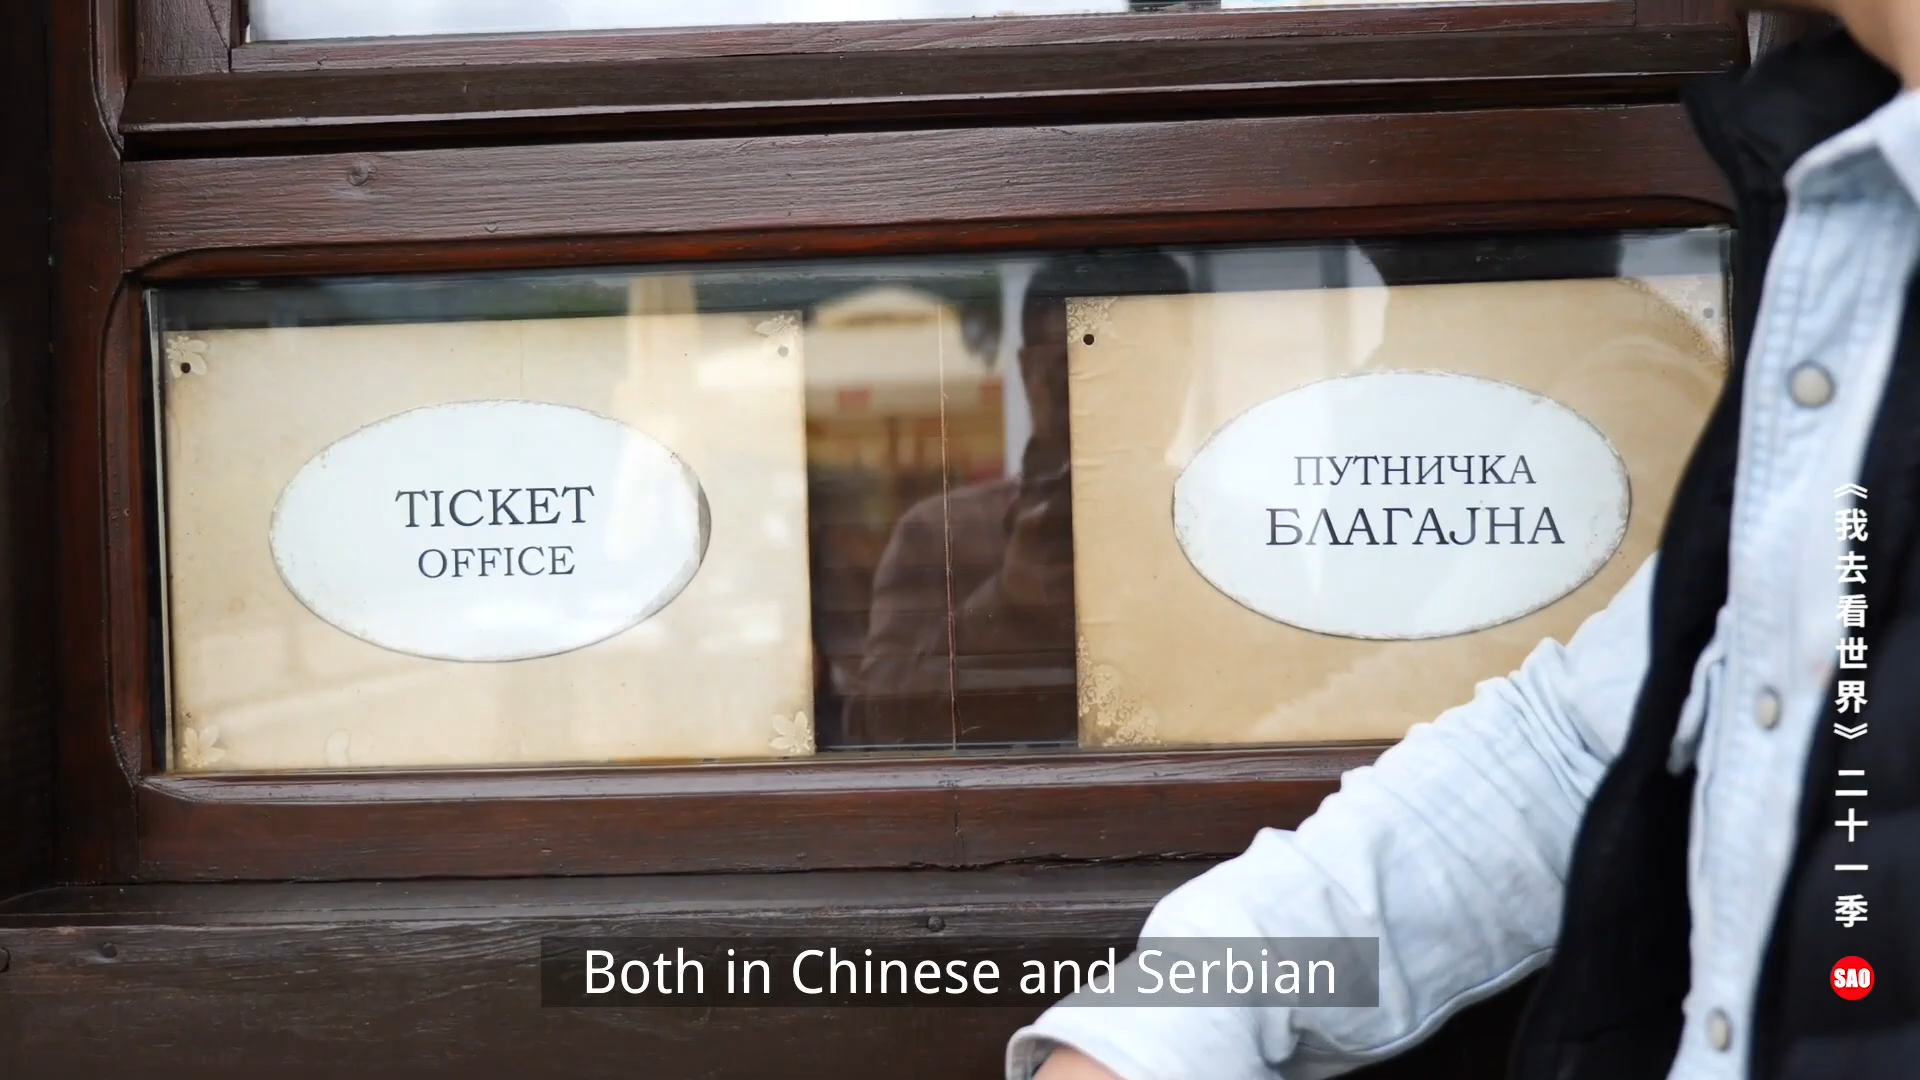 TICKET
OFFICE
ПУТНИЧКА
БЛАГАЈНА
《我去看世界》二十一季
SAO
Both in Chinese and Serbian